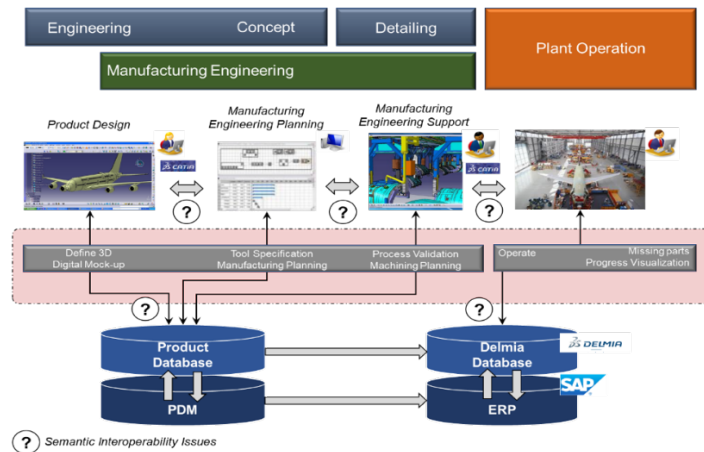 Engineering Concept Detailing
Plant Operation
Manufacturing Engineering
Product Design
Manufacturing
Engineering Planning
Manufacturing
Engineering Support
CATIA
CATIA
? ? ?
Define 3D
Digital Mock-up
Tool Specification
Manufacturing Planning
Process Validation
Machining Planning
Operate
Missing parts
Progress Visualization
? ?
Product
Database
Delmia
Database
DELMIA
PDM
ERP
SAP
? Semantic Interoperability Issues